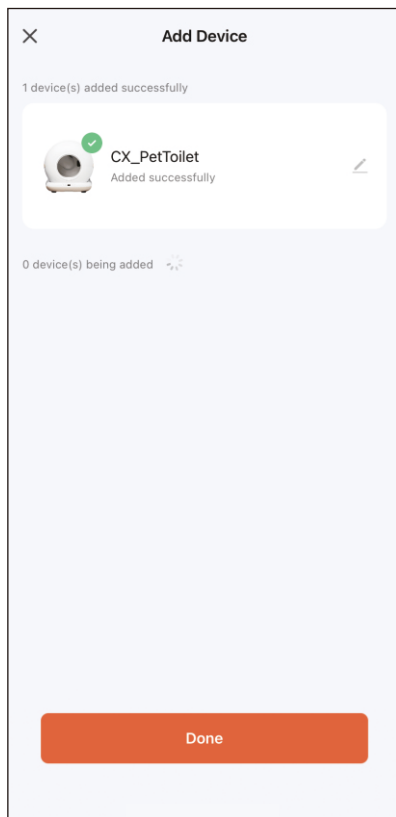 Add Device
1 device(s) added successfully
CX_PetToilet
Added successfully
0 device(s) being added
Done